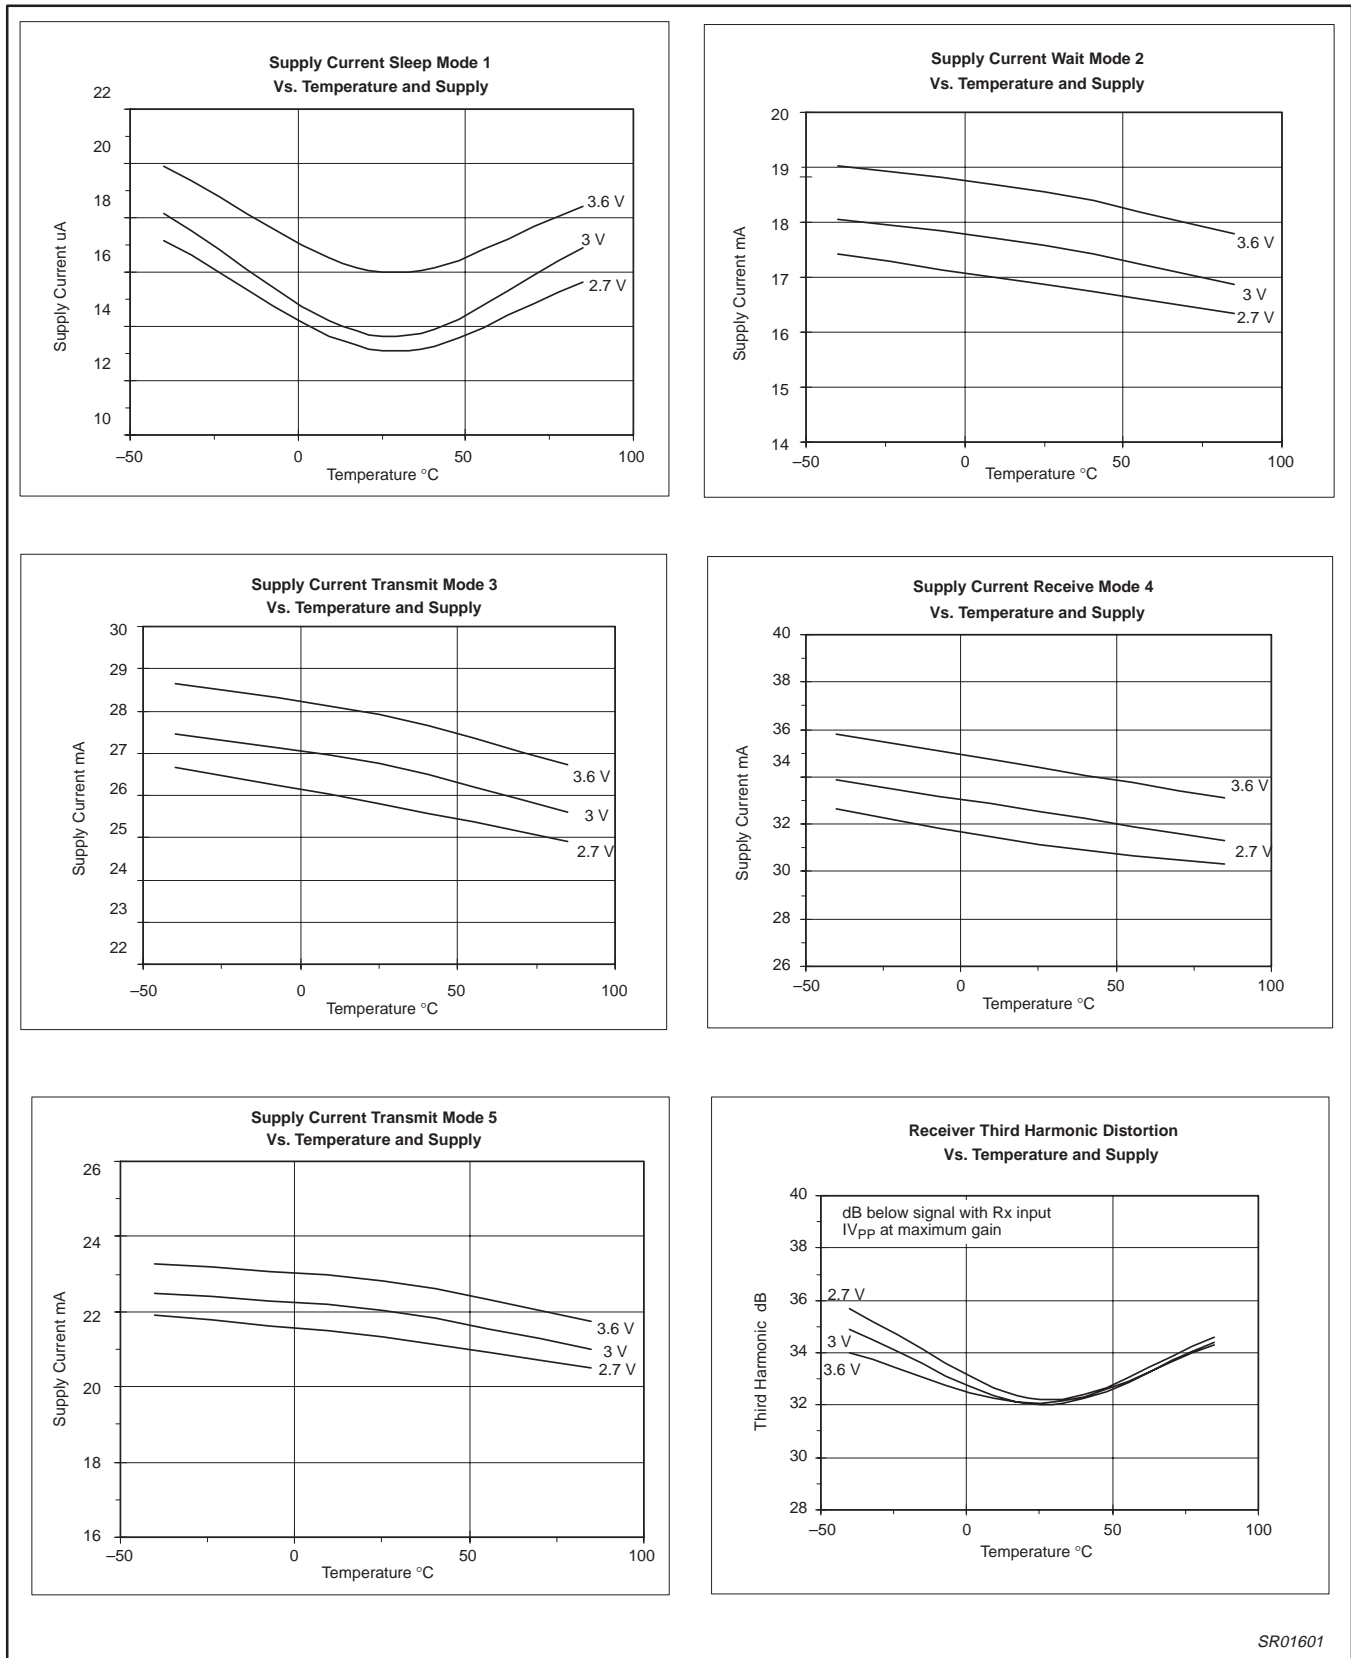 Supply Current Sleep Mode 1
Vs. Temperature and Supply
22
20
18
16
14
12
10
Supply Current uA
3.6 V
3 V
2.7 V
–50
0
50
100
Temperature °C
Supply Current Wait Mode 2
Vs. Temperature and Supply
20
19
18
17
16
15
14
Supply Current mA
3.6 V
3 V
2.7 V
–50
0
50
100
Temperature °C
Supply Current Transmit Mode 3
Vs. Temperature and Supply
30
29
28
27
26
25
24
23
22
Supply Current mA
3.6 V
3 V
2.7 V
–50
0
50
100
Temperature °C
Supply Current Receive Mode 4
Vs. Temperature and Supply
40
38
36
34
32
30
28
26
Supply Current mA
3.6 V
2.7 V
–50
0
50
100
Temperature °C
Supply Current Transmit Mode 5
Vs. Temperature and Supply
26
24
22
20
18
16
Supply Current mA
3.6 V
3 V
2.7 V
–50
0
50
100
Temperature °C
Receiver Third Harmonic Distortion
Vs. Temperature and Supply
40
38
36
34
32
30
28
Third Harmonic dB
dB below signal with Rx input
IVPP at maximum gain
2.7 V
3 V
3.6 V
–50
0
50
100
Temperature °C
SR01601